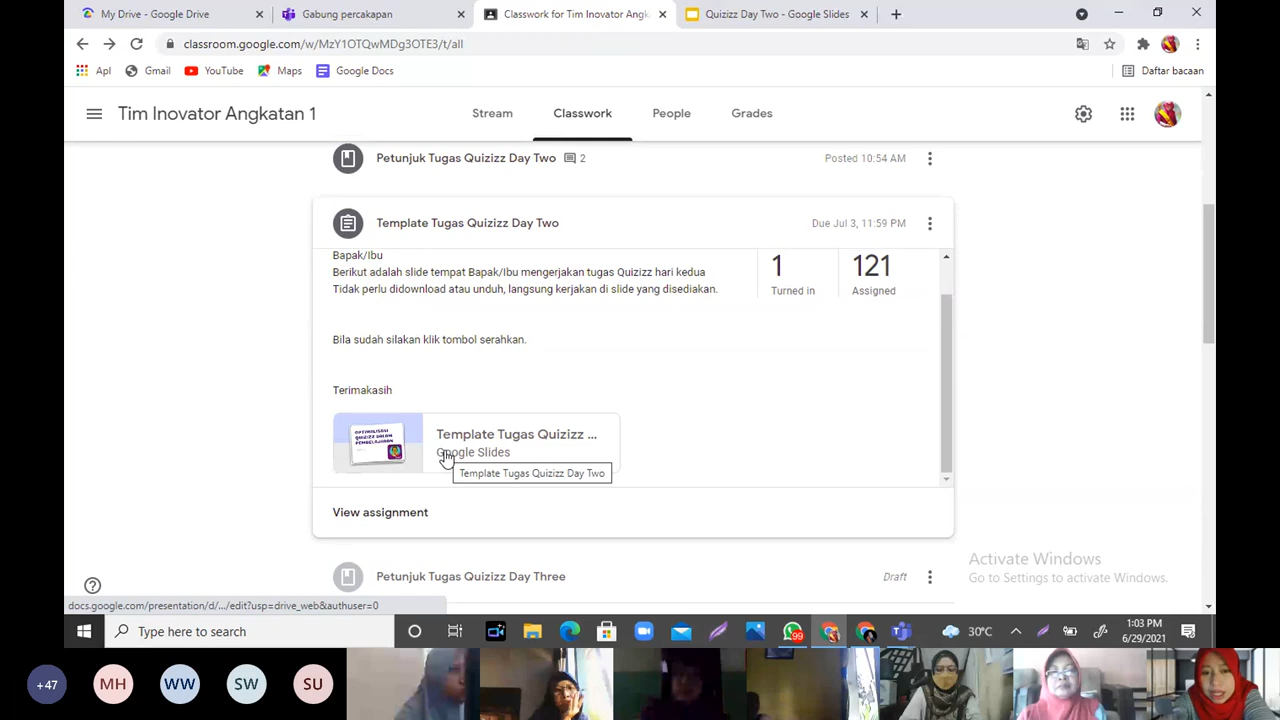 My Drive - Google Drive
Gabung percakapan
Classwork for Tim Inovator Angk
Quizizz Day Two - Google Slides
classroom.google.com/w/MzY1OTQwMDg3OTE3/t/all
Apl
Gmail
YouTube
Maps
Google Docs
Daftar bacaan
Tim Inovator Angkatan 1
Stream
Classwork
People
Grades
Petunjuk Tugas Quizizz Day Two
2
Posted 10:54 AM
Template Tugas Quizizz Day Two
Due Jul 3, 11:59 PM
Bapak/Ibu
Berikut adalah slide tempat Bapak/Ibu mengerjakan tugas Quizizz hari kedua
Tidak perlu didownload atau unduh, langsung kerjakan di slide yang disediakan.
1
Turned in
121
Assigned
Bila sudah silakan klik tombol serahkan.
Terimakasih
OPTIMALISASI
QUIZIZZ DALAM
PEMBELAJARAN
Template Tugas Quizizz ...
Google Slides
Template Tugas Quizizz Day Two
View assignment
Activate Windows
Go to Settings to activate Windows.
Petunjuk Tugas Quizizz Day Three
Draft
docs.google.com/presentation/d/.../edit?usp=drive_web&authuser=0
Type here to search
99
30°C
1:03 PM
6/29/2021
+47
MH
WW
SW
SU